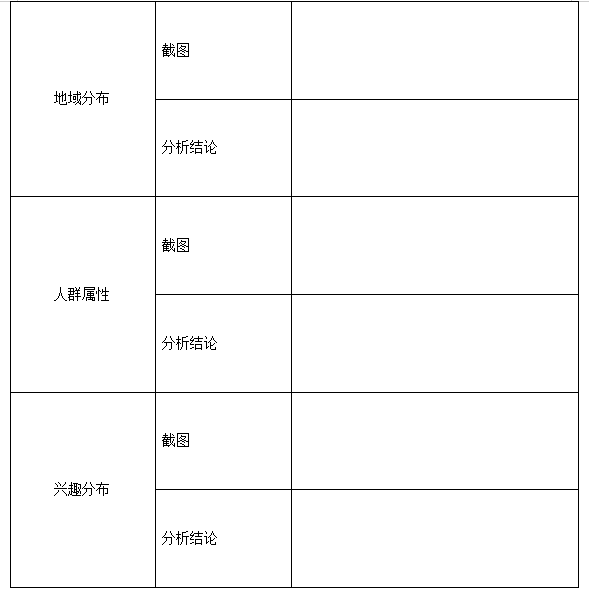 地域分布
截图
分析结论
人群属性
截图
分析结论
兴趣分布
截图
分析结论